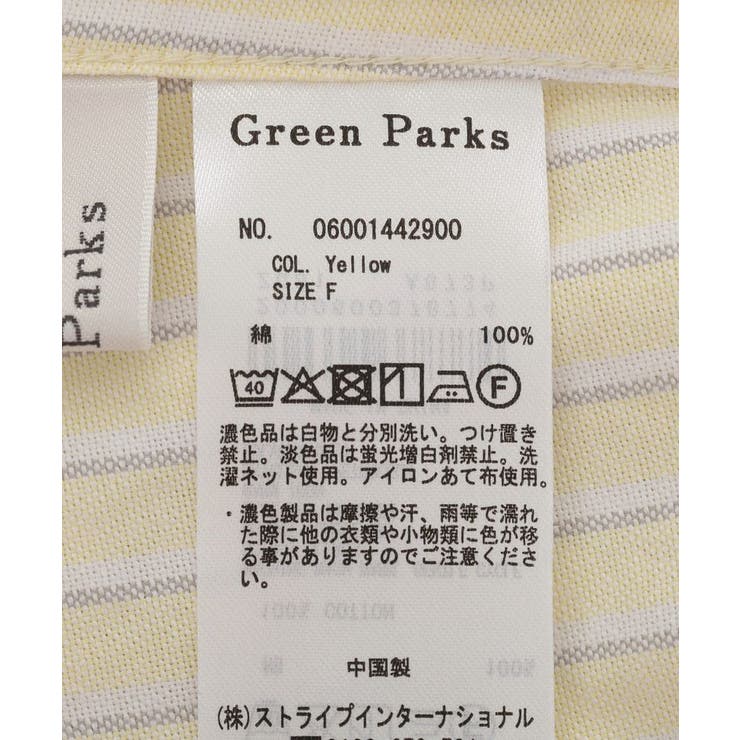 Green Parks
Parks
NO. 06001442900
COL. Yellow
SIZE F
綿 100%
40
F
濃色品は白物と分別洗い。つけ置き
禁止。淡色品は蛍光増白剤禁止。洗
濯ネット使用。アイロンあて布使用。
・濃色製品は摩擦や汗、雨等で濡れ
た際に他の衣類や小物類に色が移
る事がありますのでご注意くださ
い。
中国製
(株)ストライプインターナショナル